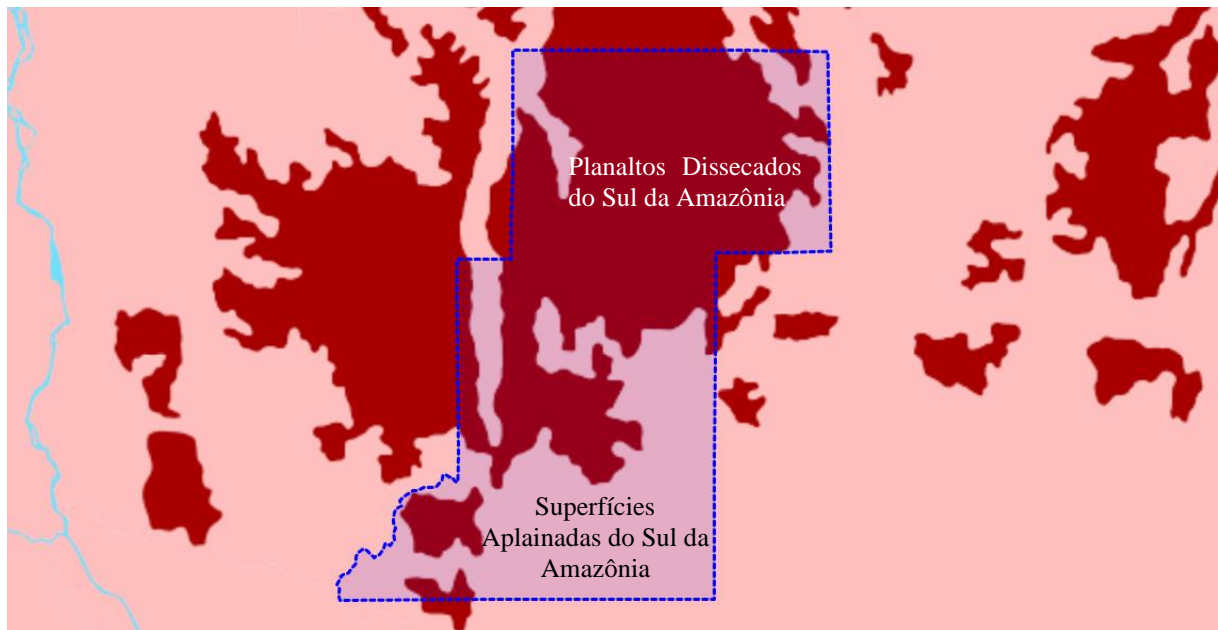 Planaltos Dissecados
do Sul da Amazônia
Superfícies
Aplainadas do Sul da
Amazônia